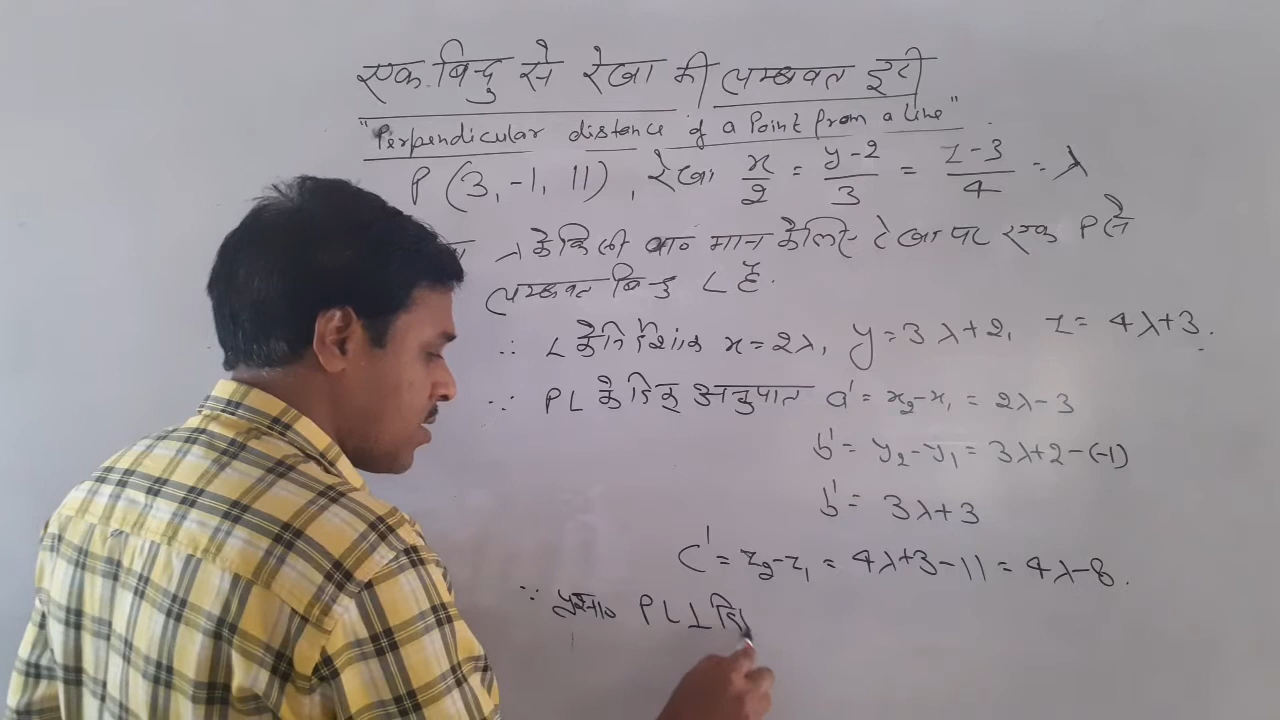 एक बिन्दु से रेखा की लम्बवत दूरी
"Perpendicular distance of a Point from a line"
P (3, -1, 11), रेखा x/2 = y-2/3 = z-3/4 = λ
λ के किसी मान के लिए रेखा पर एक P से
लम्बवत बिन्दु L है.
∴ L के निर्देशांक x = 2λ, y = 3λ+2, z = 4λ+3.
∵ PL के दिक् अनुपात a' = x₂-x₁ = 2λ-3
b' = y₂-y₁ = 3λ+2-(-1)
b' = 3λ+3
c' = z₂-z₁ = 4λ+3-11 = 4λ-8.
∵ PL ⊥